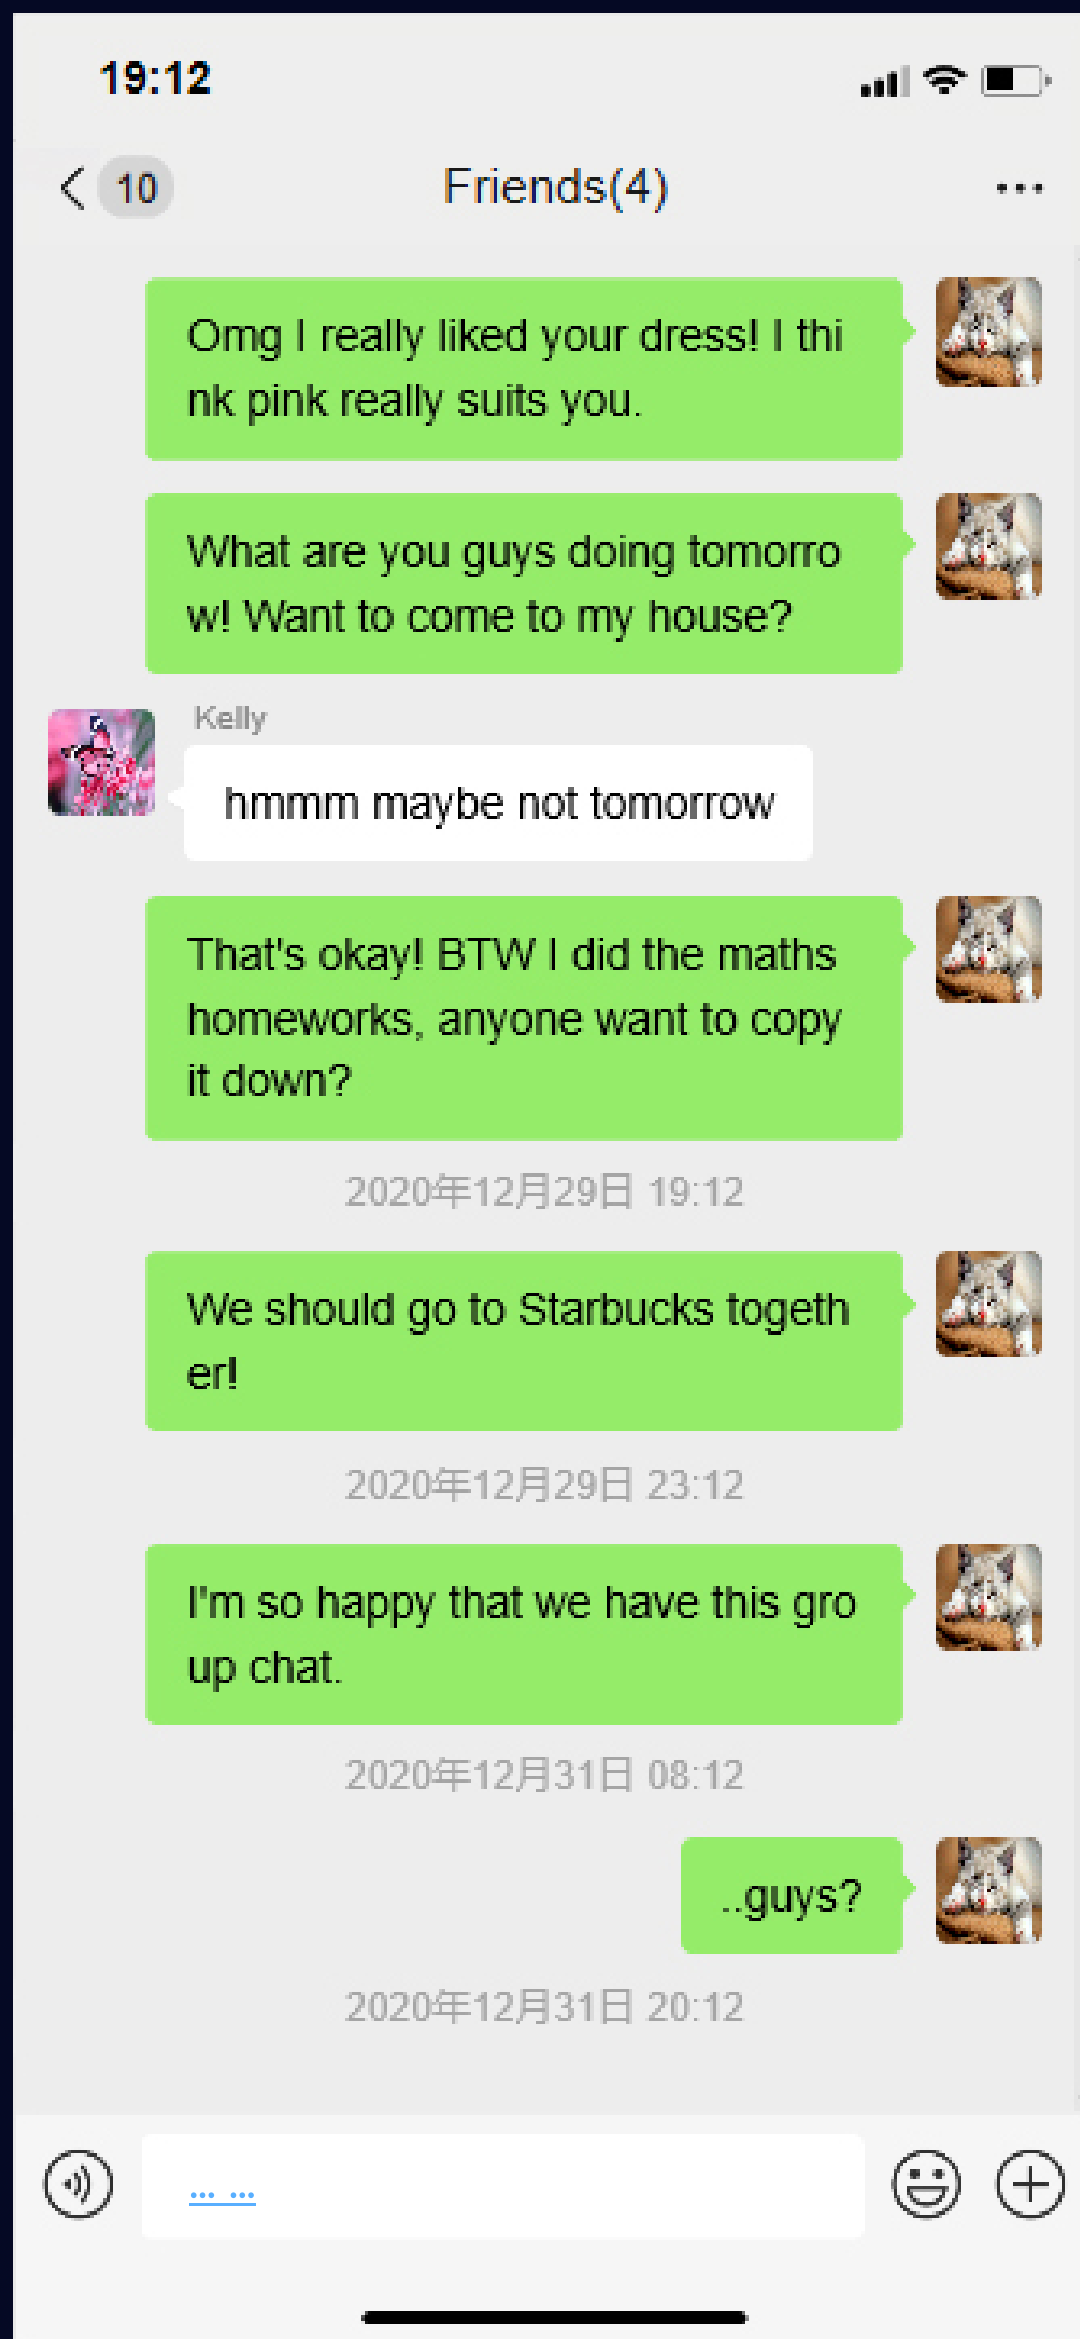 19:12
10
Friends(4)
Omg I really liked your dress! I thi
nk pink really suits you.
What are you guys doing tomorro
w! Want to come to my house?
Kelly
hmmm maybe not tomorrow
That's okay! BTW I did the maths
homeworks, anyone want to copy
it down?
2020年12月29日 19:12
We should go to Starbucks togeth
er!
2020年12月29日 23:12
I'm so happy that we have this gro
up chat.
2020年12月31日 08:12
..guys?
2020年12月31日 20:12
... ...